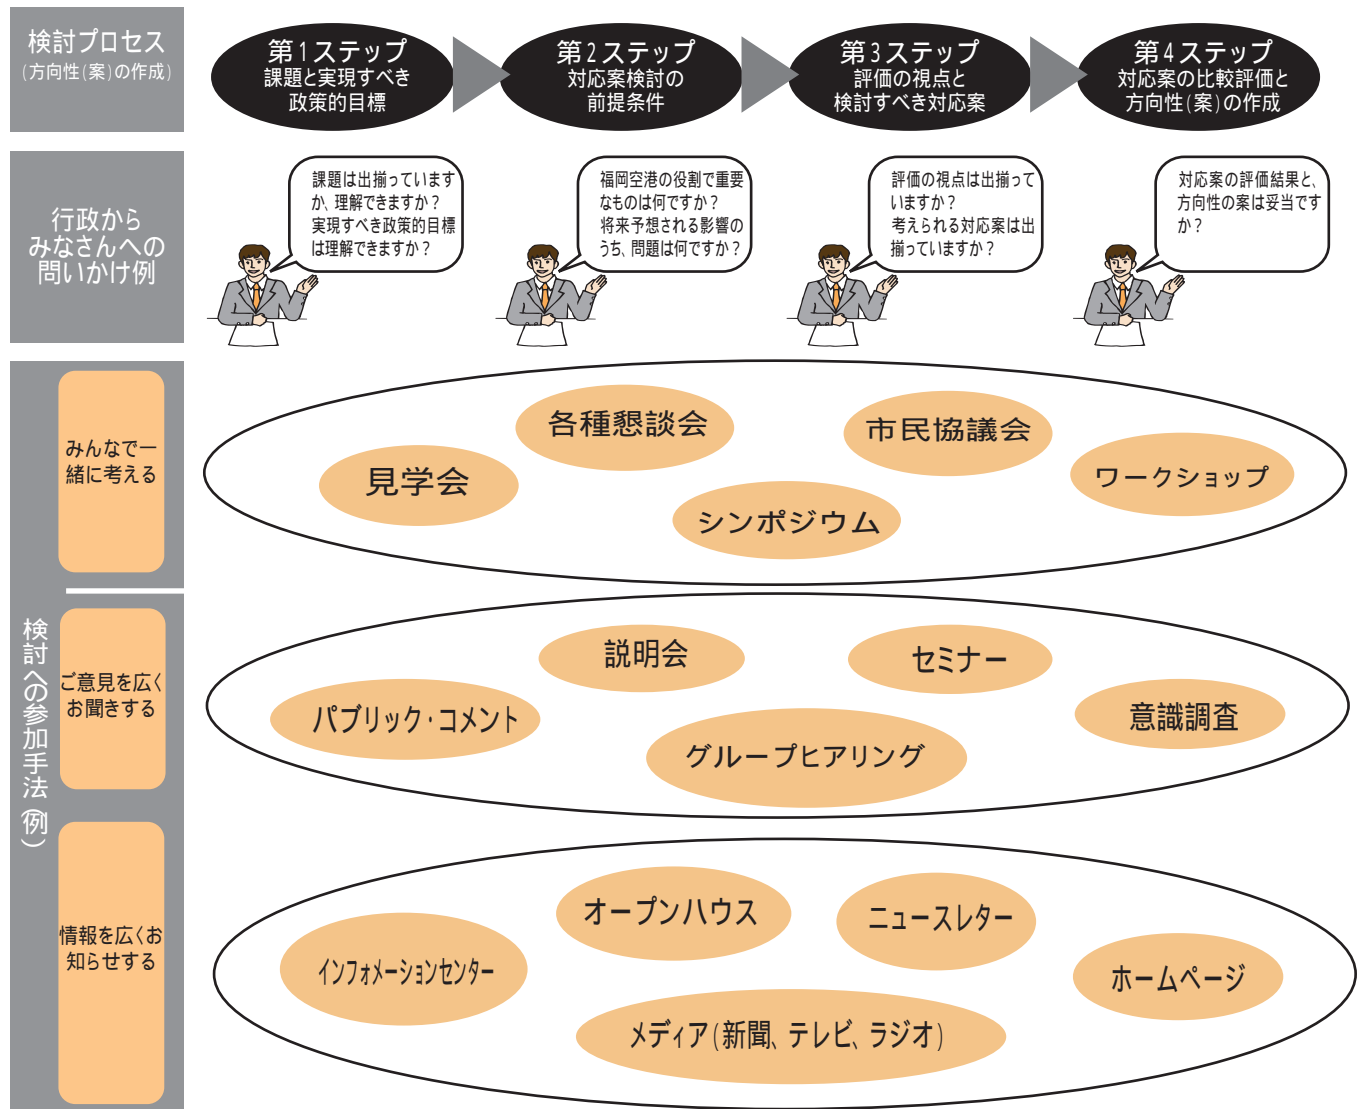 検討プロセス
(方向性(案)の作成)
第1ステップ
課題と実現すべき
政策的目標
第2ステップ
対応案検討の
前提条件
第3ステップ
評価の視点と
検討すべき対応案
第4ステップ
対応案の比較評価と
方向性(案)の作成
行政から
みなさんへの
問いかけ例
課題は出揃っています
か、理解できますか?
実現すべき政策的目標
は理解できますか?
福岡空港の役割で重要
なものは何ですか?
将来予想される影響の
うち、問題は何ですか?
評価の視点は出揃って
いますか?
考えられる対応案は出
揃っていますか?
対応案の評価結果と、
方向性の案は妥当です
か?
検討への参加手法(例)
みんなで一
緒に考える
各種懇談会
市民協議会
見学会
ワークショップ
シンポジウム
ご意見を広く
お聞きする
説明会
セミナー
パブリック・コメント
意識調査
グループヒアリング
情報を広くお
知らせする
オープンハウス
ニュースレター
インフォメーションセンター
ホームページ
メディア(新聞、テレビ、ラジオ)